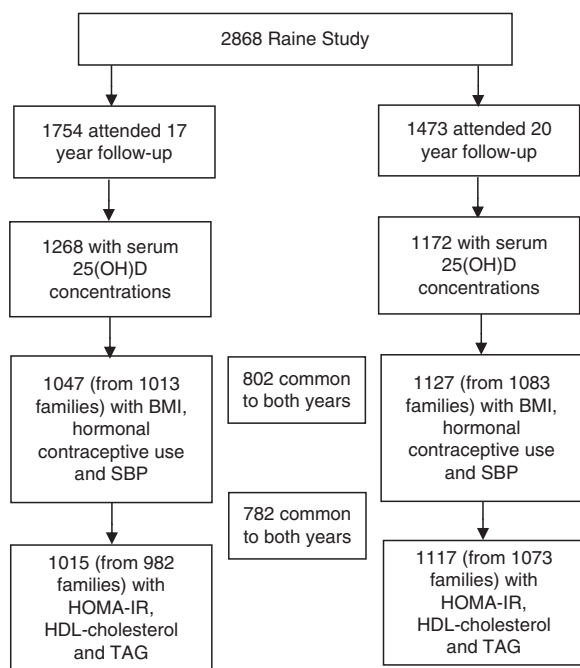 2868 Raine Study
1754 attended 17
year follow-up
1473 attended 20
year follow-up
1268 with serum
25(OH)D
concentrations
1172 with serum
25(OH)D
concentrations
1047 (from 1013
families) with BMI,
hormonal
contraceptive use
and SBP
802 common
to both years
1127 (from 1083
families) with BMI,
hormonal
contraceptive use
and SBP
782 common
to both years
1015 (from 982
families) with
HOMA-IR,
HDL-cholesterol
and TAG
1117 (from 1073
families) with
HOMA-IR,
HDL-cholesterol
and TAG